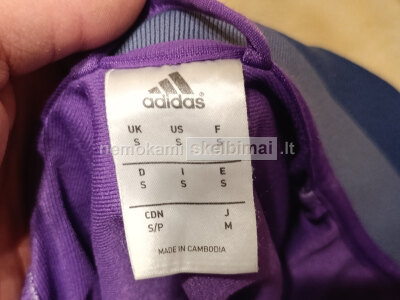 adidas
UK US F
S S S
nemokami skelbimai.lt
D I E
S S S
CDN J
S/P M
MADE IN CAMBODIA